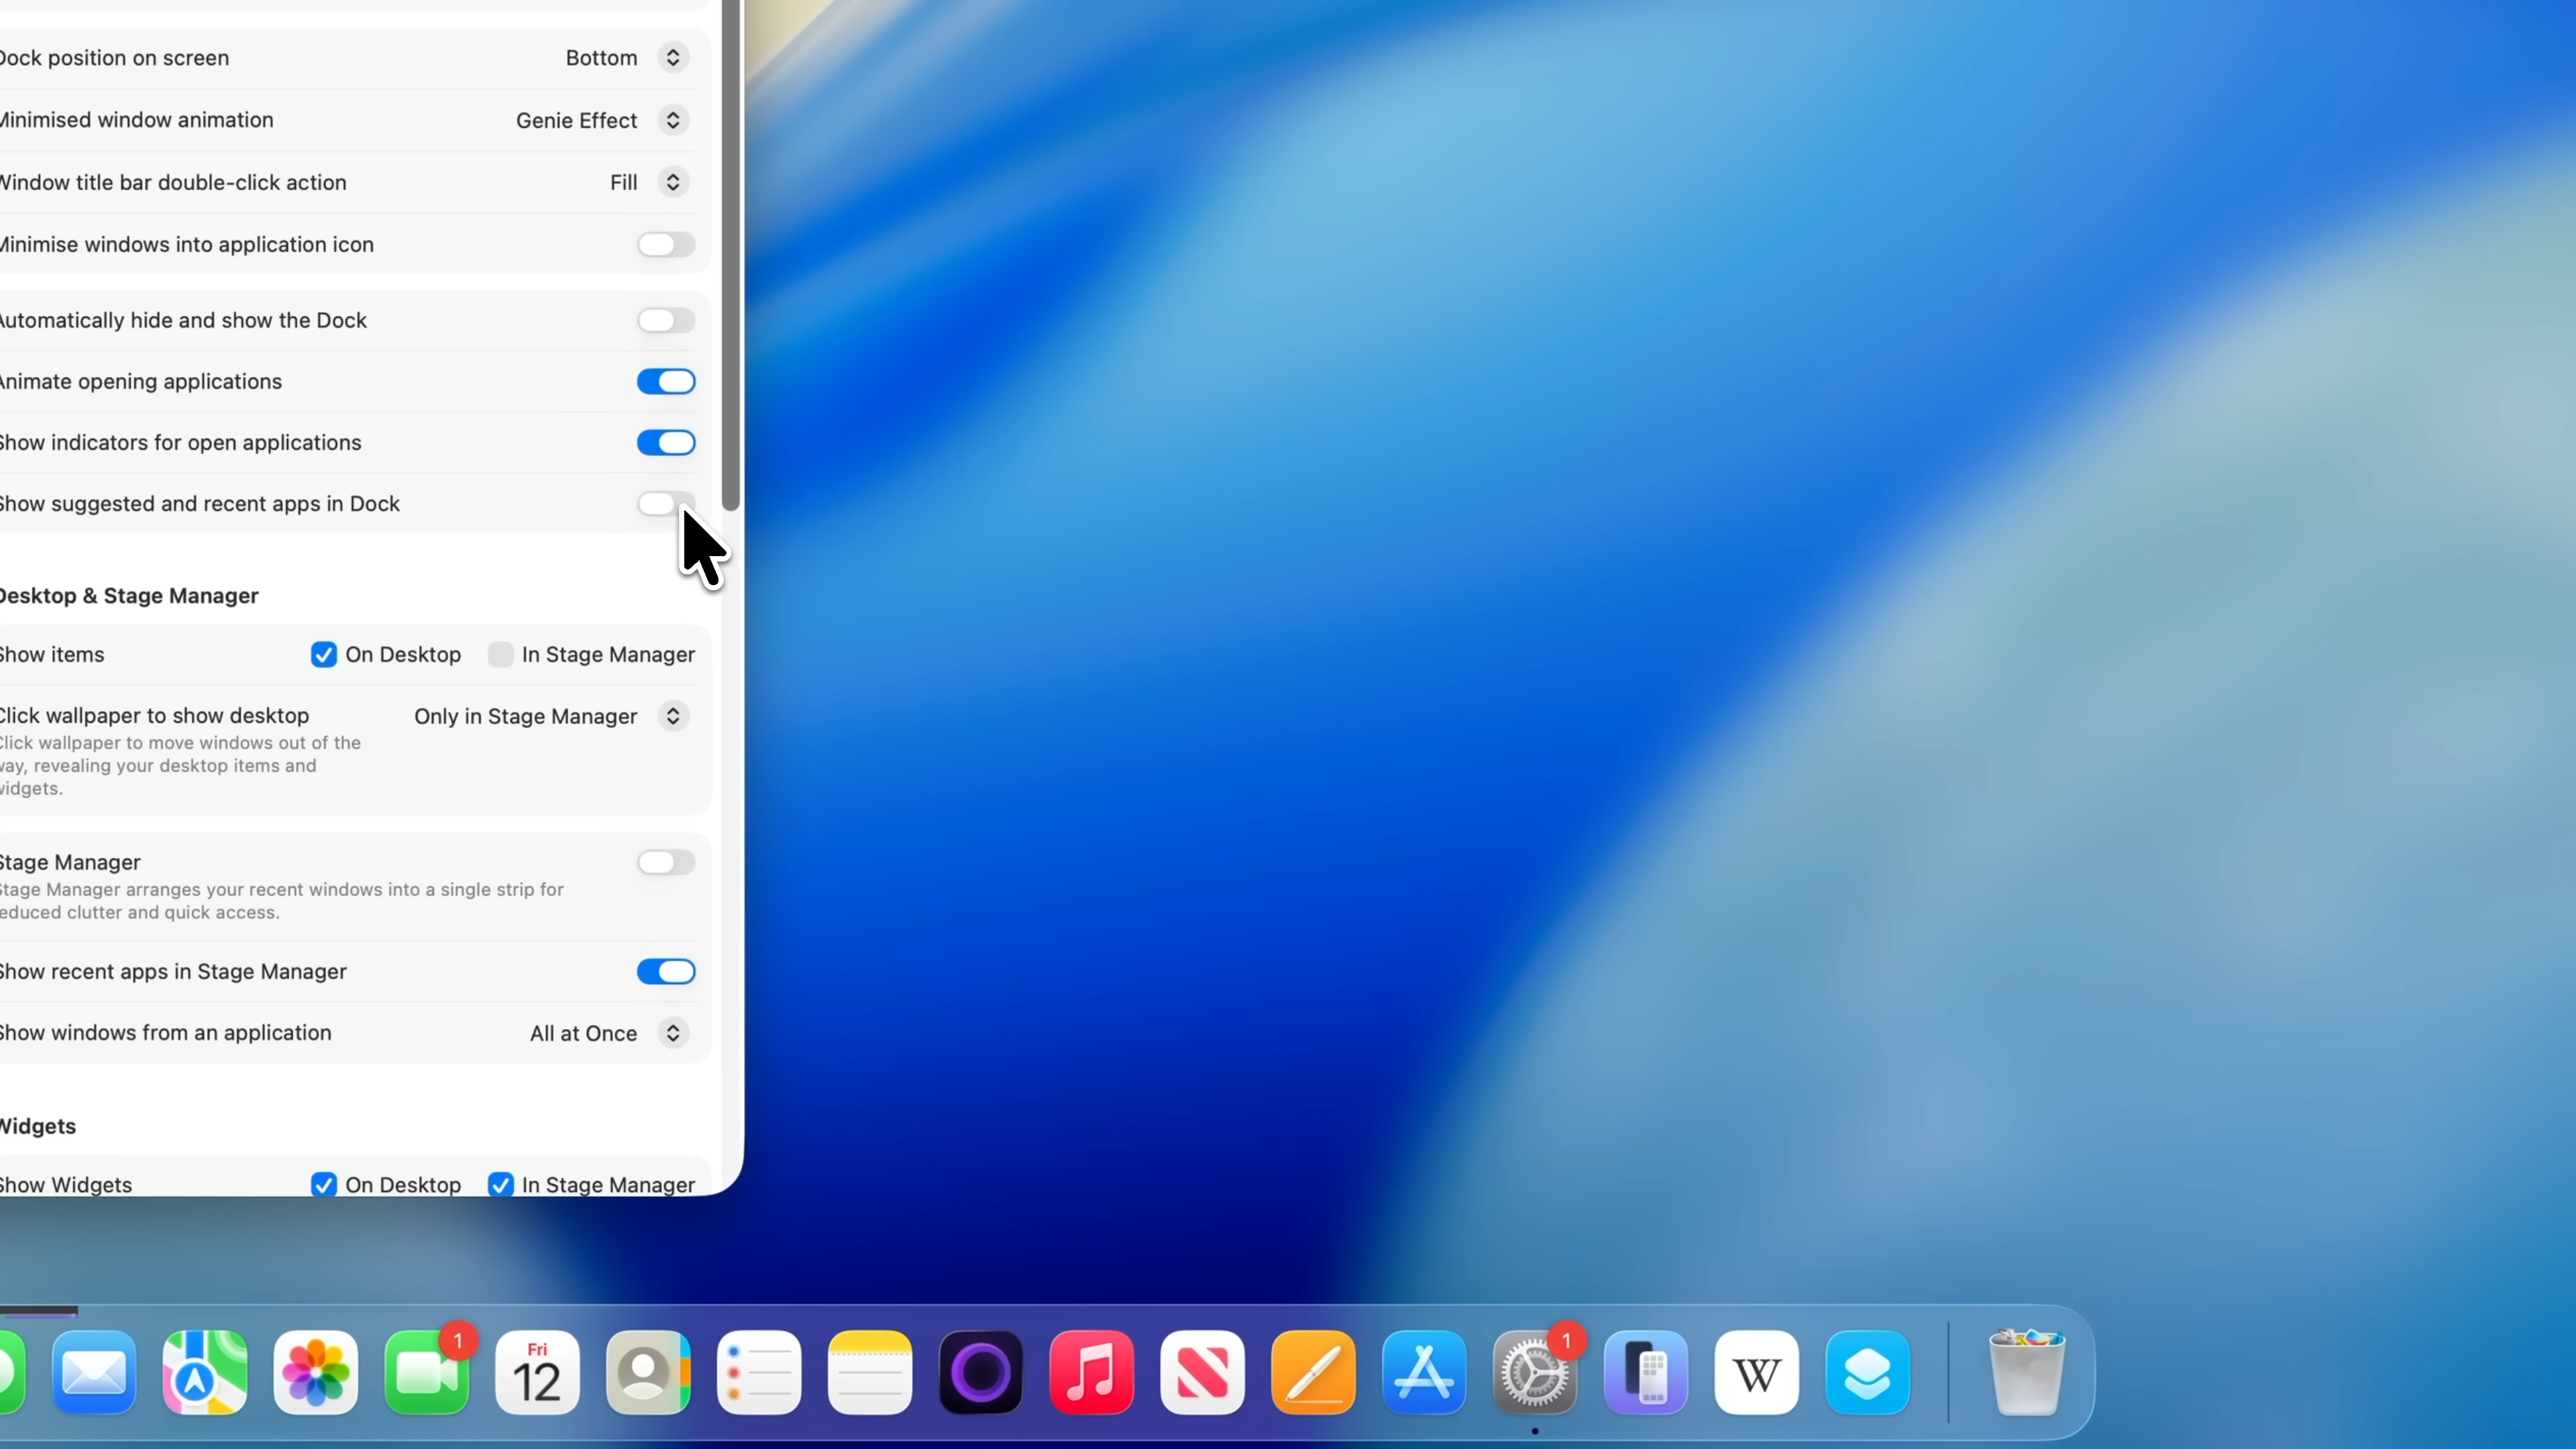 Dock position on screen Bottom
Minimised window animation Genie Effect
Window title bar double-click action Fill
Minimise windows into application icon
Automatically hide and show the Dock
Animate opening applications
Show indicators for open applications
Show suggested and recent apps in Dock
Desktop & Stage Manager
Show items On Desktop In Stage Manager
Click wallpaper to show desktop Only in Stage Manager
Click wallpaper to move windows out of the
way, revealing your desktop items and
widgets.
Stage Manager
Stage Manager arranges your recent windows into a single strip for
reduced clutter and quick access.
Show recent apps in Stage Manager
Show windows from an application All at Once
Widgets
Show Widgets On Desktop In Stage Manager
1
Fri
12
1
W